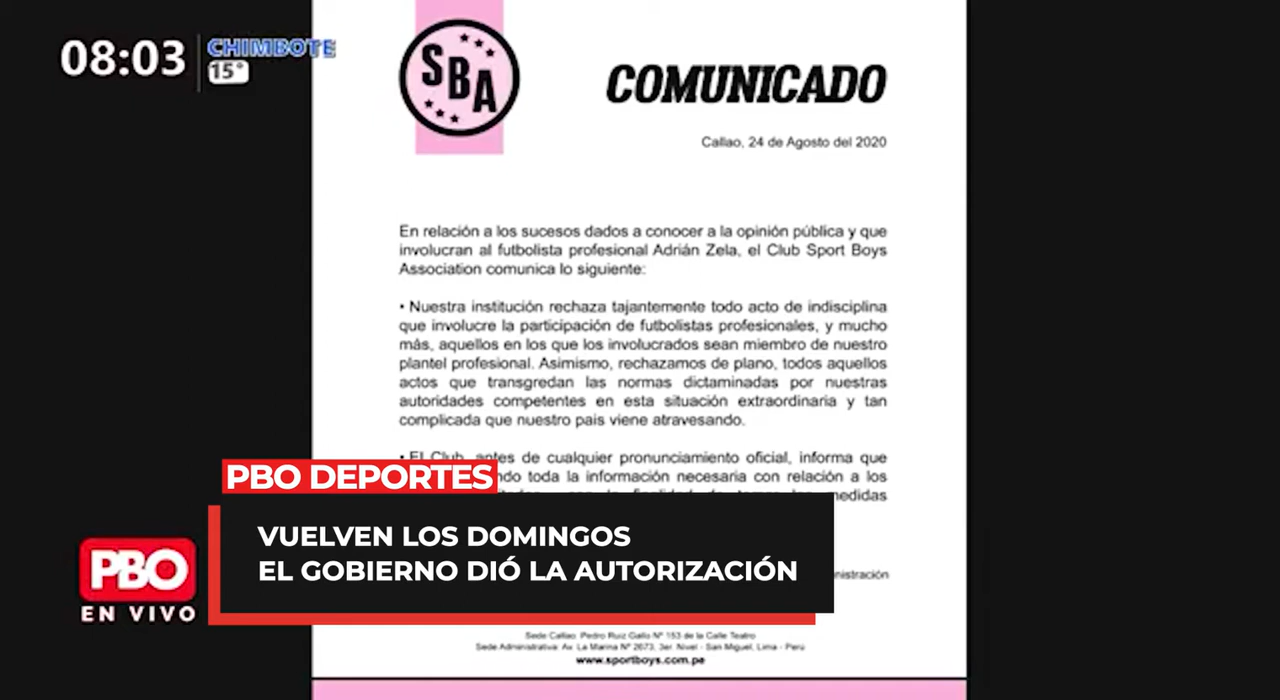 08:03
CHIMBOTE
15°
SBA
COMUNICADO
Callao, 24 de Agosto del 2020
En relación a los sucesos dados a conocer a la opinión pública y que
involucran al futbolista profesional Adrián Zela, el Club Sport Boys
Association comunica lo siguiente:
• Nuestra institución rechaza tajantemente todo acto de indisciplina
que involucre la participación de futbolistas profesionales, y mucho
más, aquellos en los que los involucrados sean miembro de nuestro
plantel profesional. Asimismo, rechazamos de plano, todos aquellos
actos que transgredan las normas dictaminadas por nuestras
autoridades competentes en esta situación extraordinaria y tan
complicada que nuestro país viene atravesando.
• El Club, antes de cualquier pronunciamiento oficial, informa que
toda la información necesaria con relación a los
PBO DEPORTES
VUELVEN LOS DOMINGOS
EL GOBIERNO DIÓ LA AUTORIZACIÓN
PBO
EN VIVO
Sede Callao: Pedro Ruiz Gallo Nº 153 de la Calle Teatro
Sede Administrativa: Av. La Marina Nº 2673, 3er. Nivel - San Miguel, Lima - Perú
www.sportboys.com.pe